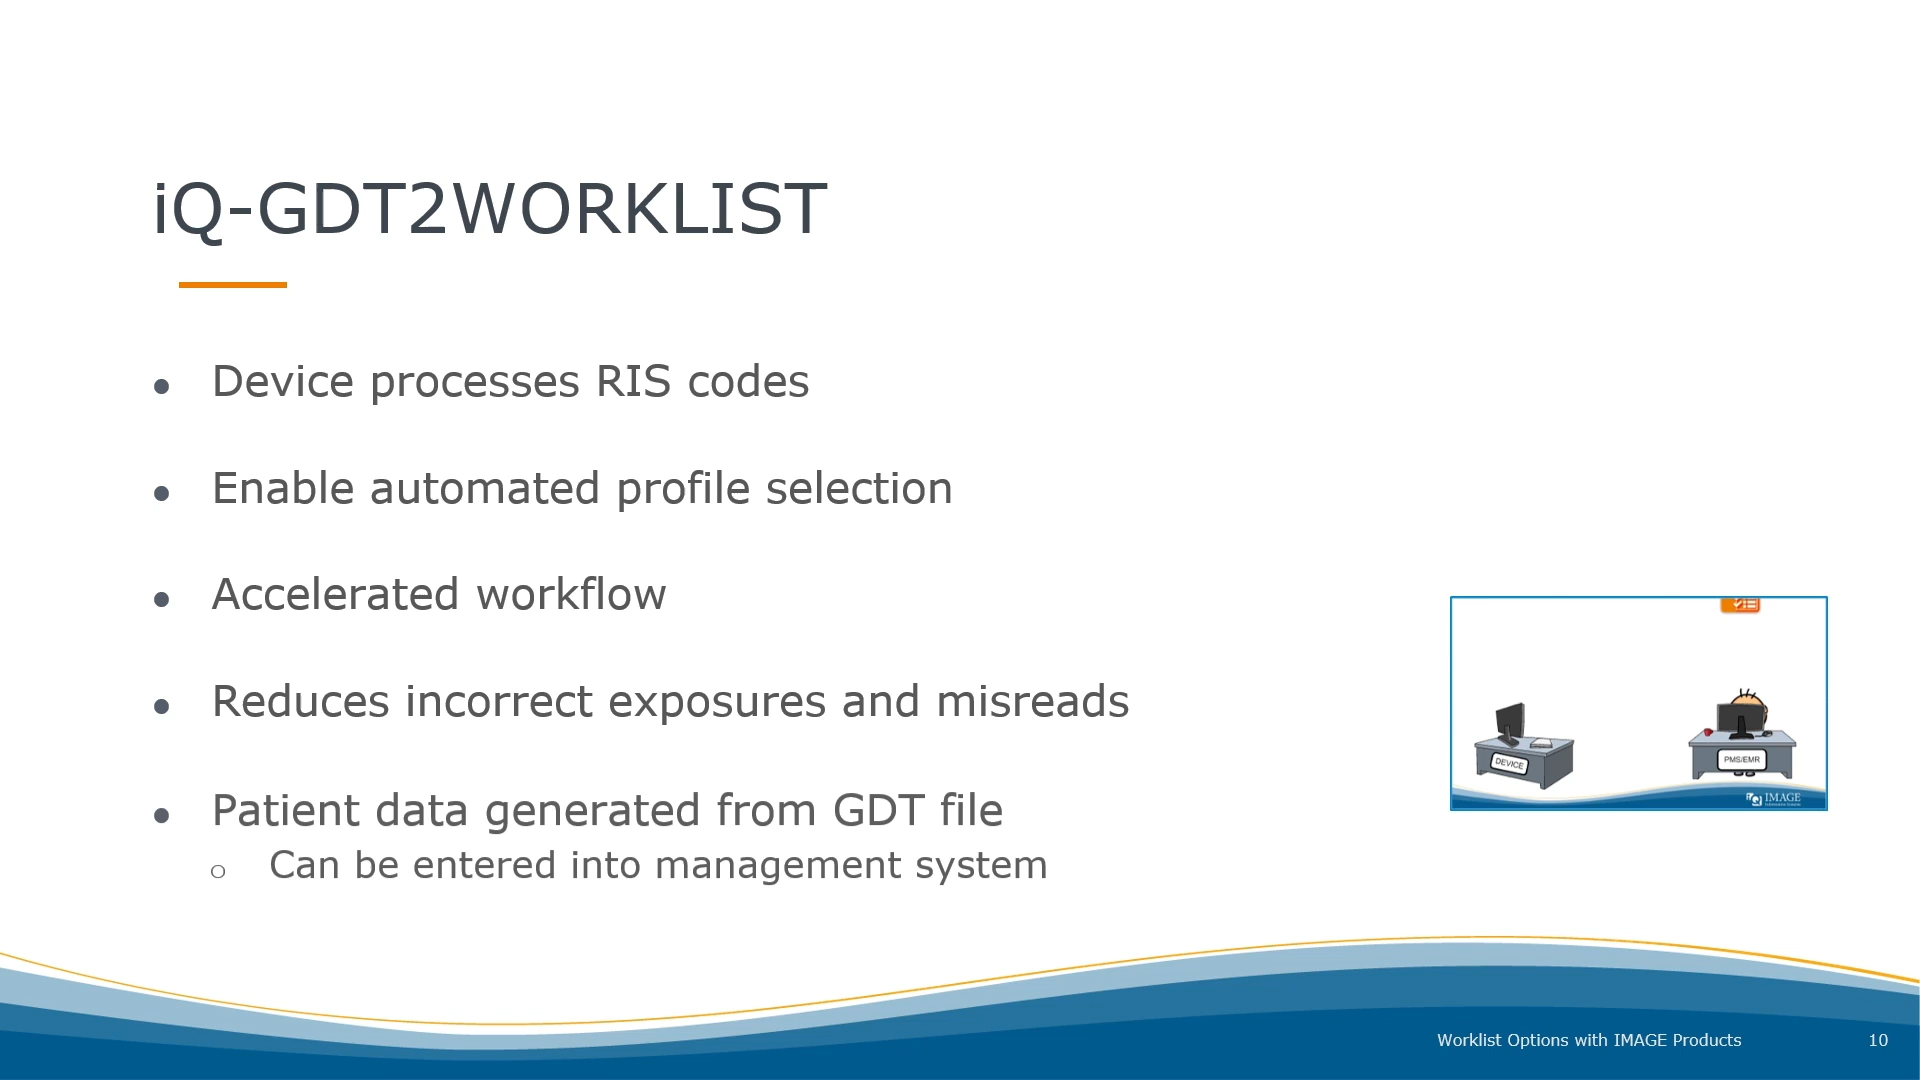 iQ-GDT2WORKLIST
● Device processes RIS codes
● Enable automated profile selection
● Accelerated workflow
● Reduces incorrect exposures and misreads
● Patient data generated from GDT file
o Can be entered into management system
DEVICE
PMS/EMR
IMAGE
Worklist Options with IMAGE Products
10